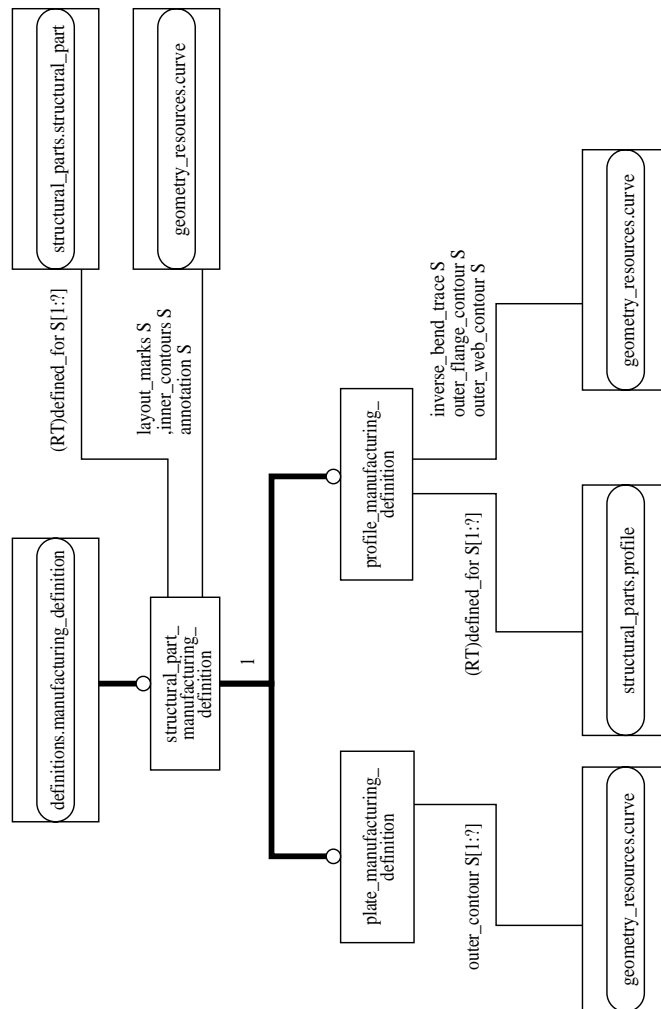 definitions.manufacturing_definition
structural_parts.structural_part
(RT)defined_for S[1:?]
geometry_resources.curve
layout_marks S
,inner_contours S
annotation S
structural_part_
manufacturing_
definition
1
plate_manufacturing_
definition
profile_manufacturing_
definition
outer_contour S[1:?]
(RT)defined_for S[1:?]
inverse_bend_trace S
outer_flange_contour S
outer_web_contour S
geometry_resources.curve
structural_parts.profile
geometry_resources.curve